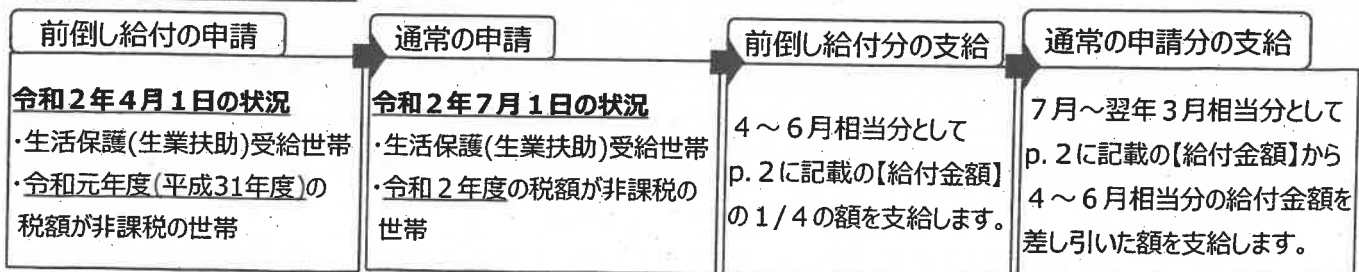 前倒し給付の申請
令和2年4月1日の状況
・生活保護(生業扶助)受給世帯
・令和元年度(平成31年度)の
税額が非課税の世帯
通常の申請
令和2年7月1日の状況
・生活保護(生業扶助)受給世帯
・令和2年度の税額が非課税の
世帯
前倒し給付分の支給
4~6月相当分として
p.2に記載の【給付金額】
の1/4の額を支給します。
通常の申請分の支給
7月~翌年3月相当分として
p.2に記載の【給付金額】から
4~6月相当分の給付金額を
差し引いた額を支給します。